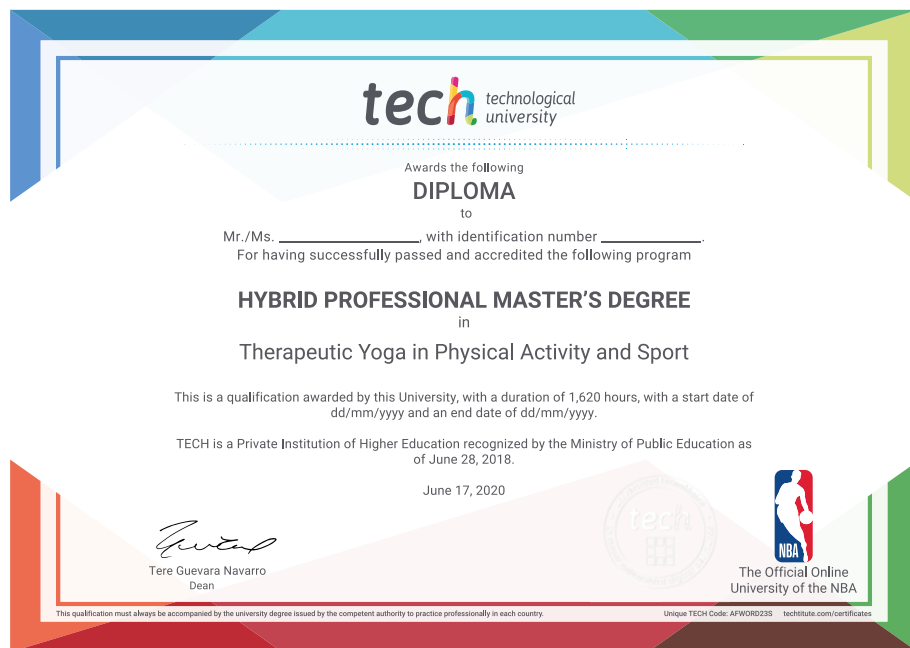 tech technological
university
Awards the following
DIPLOMA
to
Mr./Ms. ____________________, with identification number ______________.
For having successfully passed and accredited the following program
HYBRID PROFESSIONAL MASTER'S DEGREE
in
Therapeutic Yoga in Physical Activity and Sport
This is a qualification awarded by this University, with a duration of 1,620 hours, with a start date of
dd/mm/yyyy and an end date of dd/mm/yyyy.
TECH is a Private Institution of Higher Education recognized by the Ministry of Public Education as
of June 28, 2018.
June 17, 2020
tech
Tere Guevara Navarro
Dean
NBA
The Official Online
University of the NBA
This qualification must always be accompanied by the university degree issued by the competent authority to practice professionally in each country.
Unique TECH Code: AFWORD23S techtitute.com/certificates